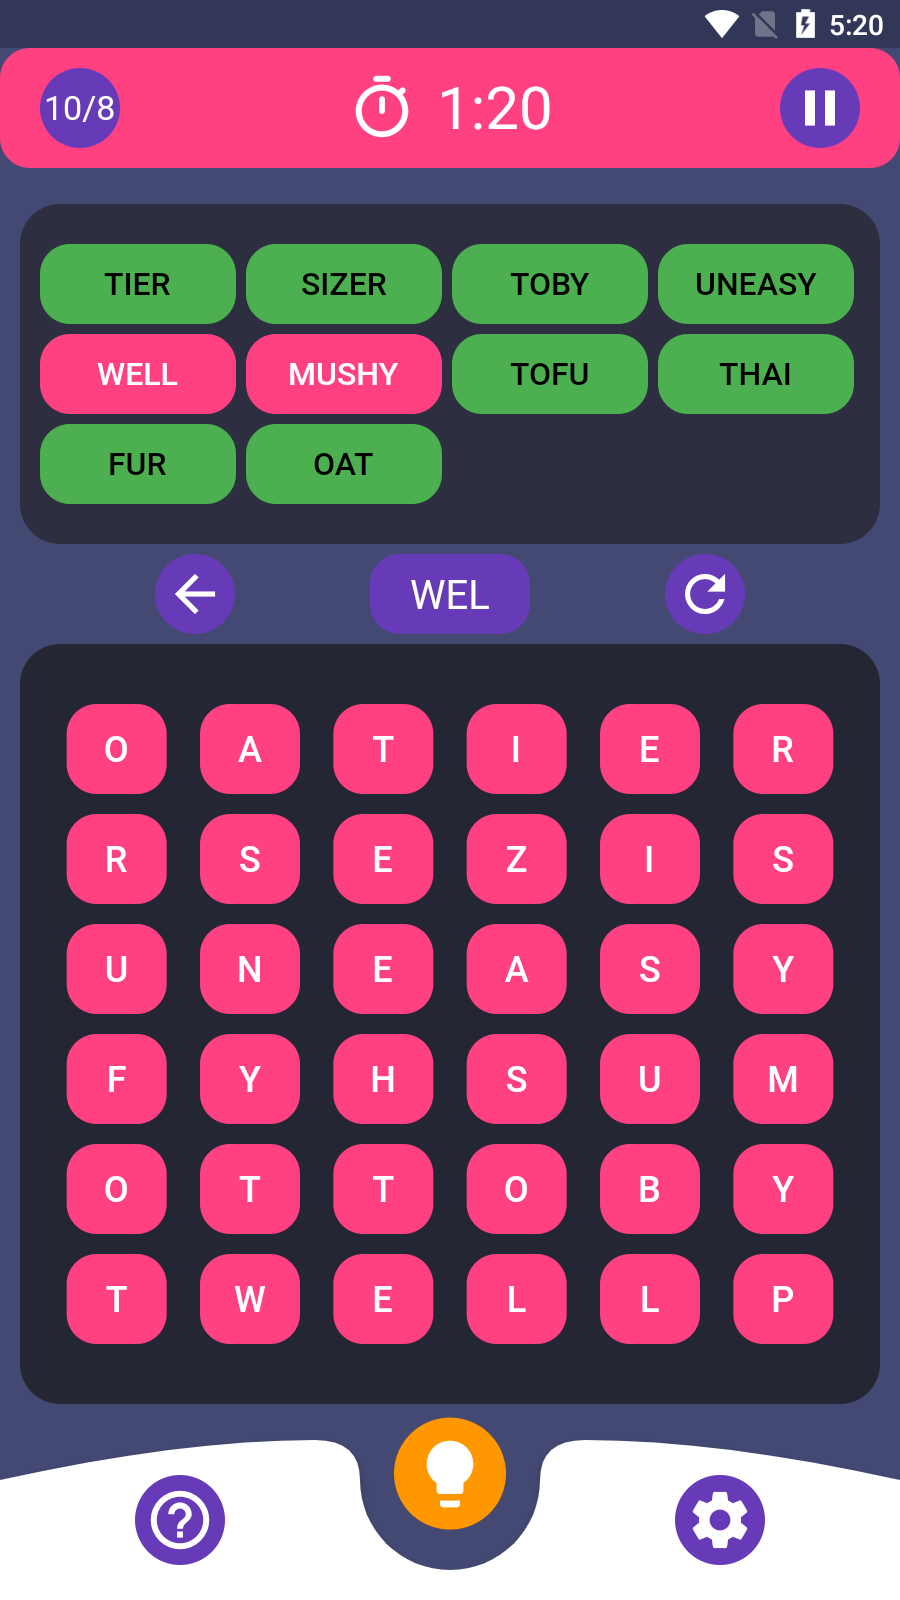 5:20
10/8 1:20
TIER SIZER TOBY UNEASY
WELL MUSHY TOFU THAI
FUR OAT
WEL
O A T I E R
R S E Z I S
U N E A S Y
F Y H S U M
O T T O B Y
T W E L L P
?